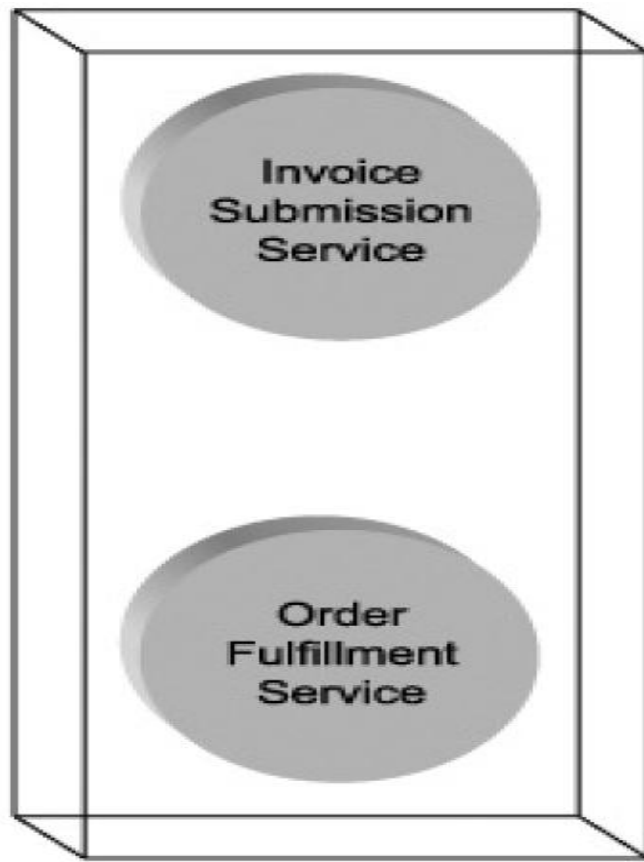 Invoice
Submission
Service
Order
Fulfillment
Service